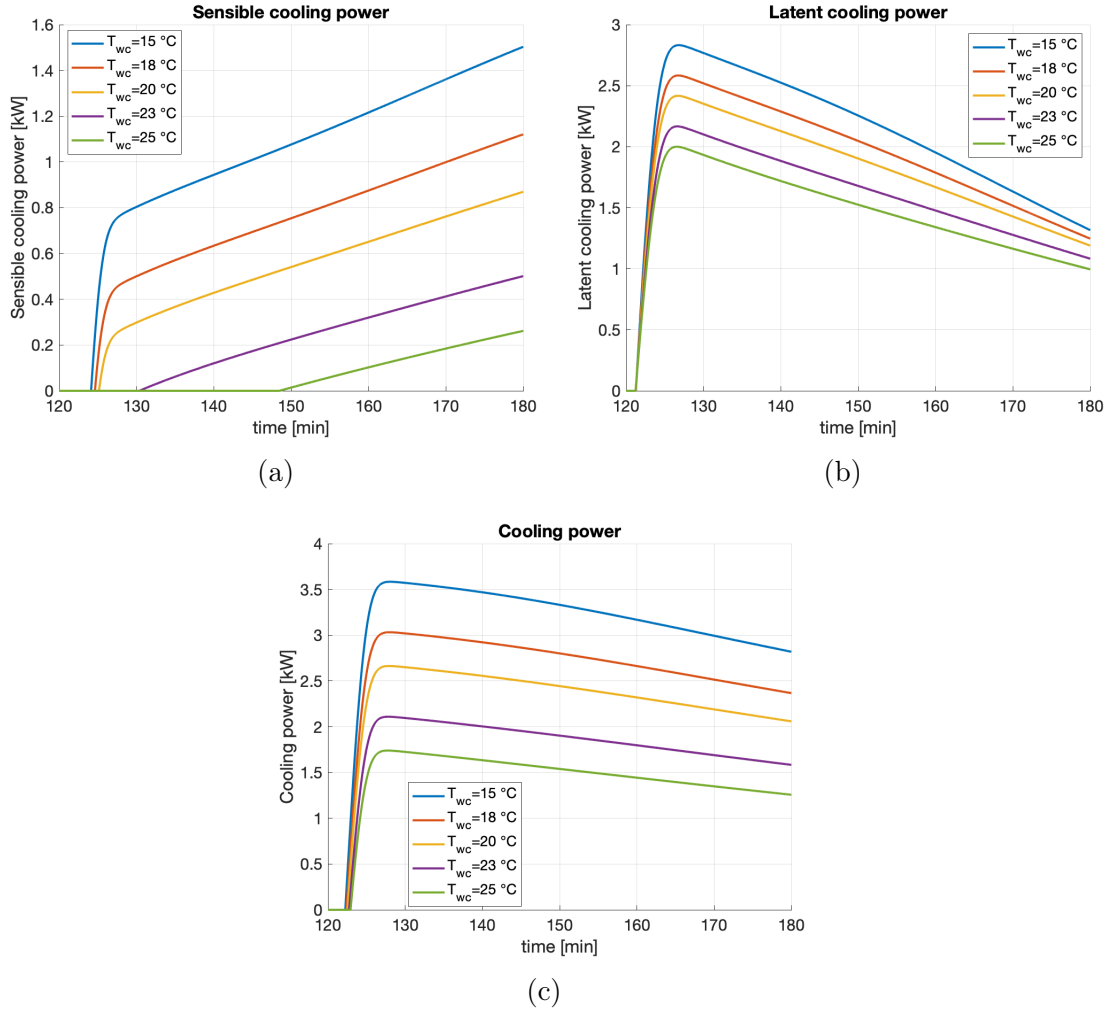 Sensible cooling power
Sensible cooling power [kW]
1.6
1.4
1.2
1
0.8
0.6
0.4
0.2
0
T_wc=15 °C
T_wc=18 °C
T_wc=20 °C
T_wc=23 °C
T_wc=25 °C
120 130 140 150 160 170 180
time [min]
(a)
Latent cooling power
Latent cooling power [kW]
3
2.5
2
1.5
1
0.5
0
T_wc=15 °C
T_wc=18 °C
T_wc=20 °C
T_wc=23 °C
T_wc=25 °C
120 130 140 150 160 170 180
time [min]
(b)
Cooling power
Cooling power [kW]
4
3.5
3
2.5
2
1.5
1
0.5
0
T_wc=15 °C
T_wc=18 °C
T_wc=20 °C
T_wc=23 °C
T_wc=25 °C
120 130 140 150 160 170 180
time [min]
(c)